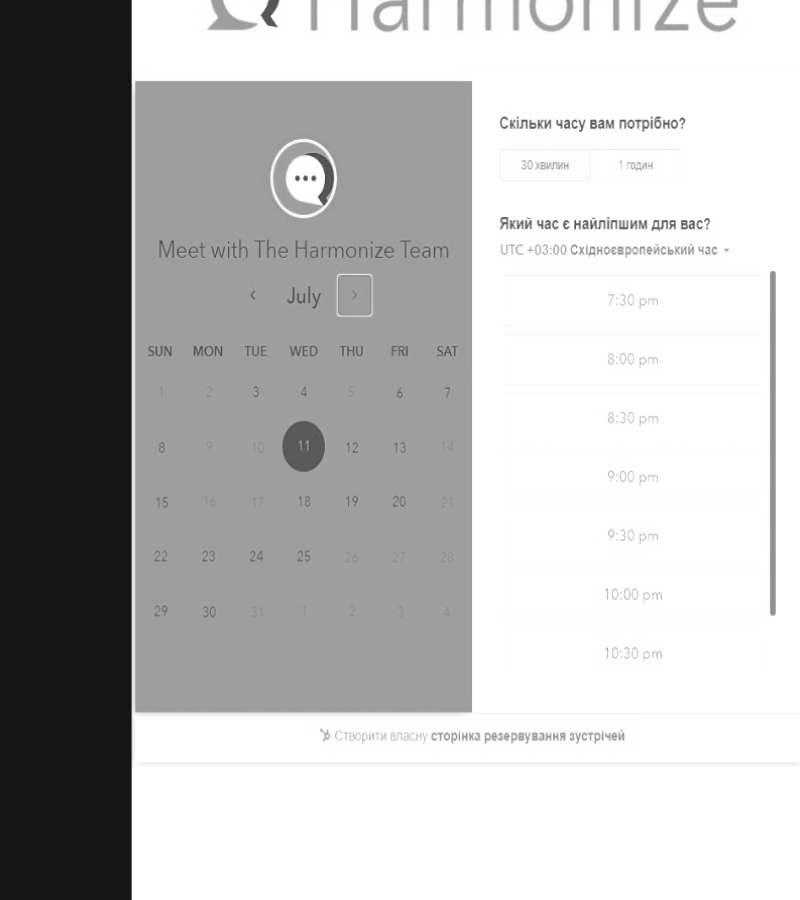 Harmonize
Meet with The Harmonize Team
July
SUN MON TUE WED THU FRI SAT
1 2 3 4 5 6 7
8 9 10 11 12 13 14
15 16 17 18 19 20 21
22 23 24 25 26 27 28
29 30 31 1 2 3 4
Скільки часу вам потрібно?
30 хвилин 1 годин
Який час є найліпшим для вас?
UTC +03:00 Східноєвропейський час
7:30 pm
8:00 pm
8:30 pm
9:00 pm
9:30 pm
10:00 pm
10:30 pm
Створити власну сторінка резервування зустрічей